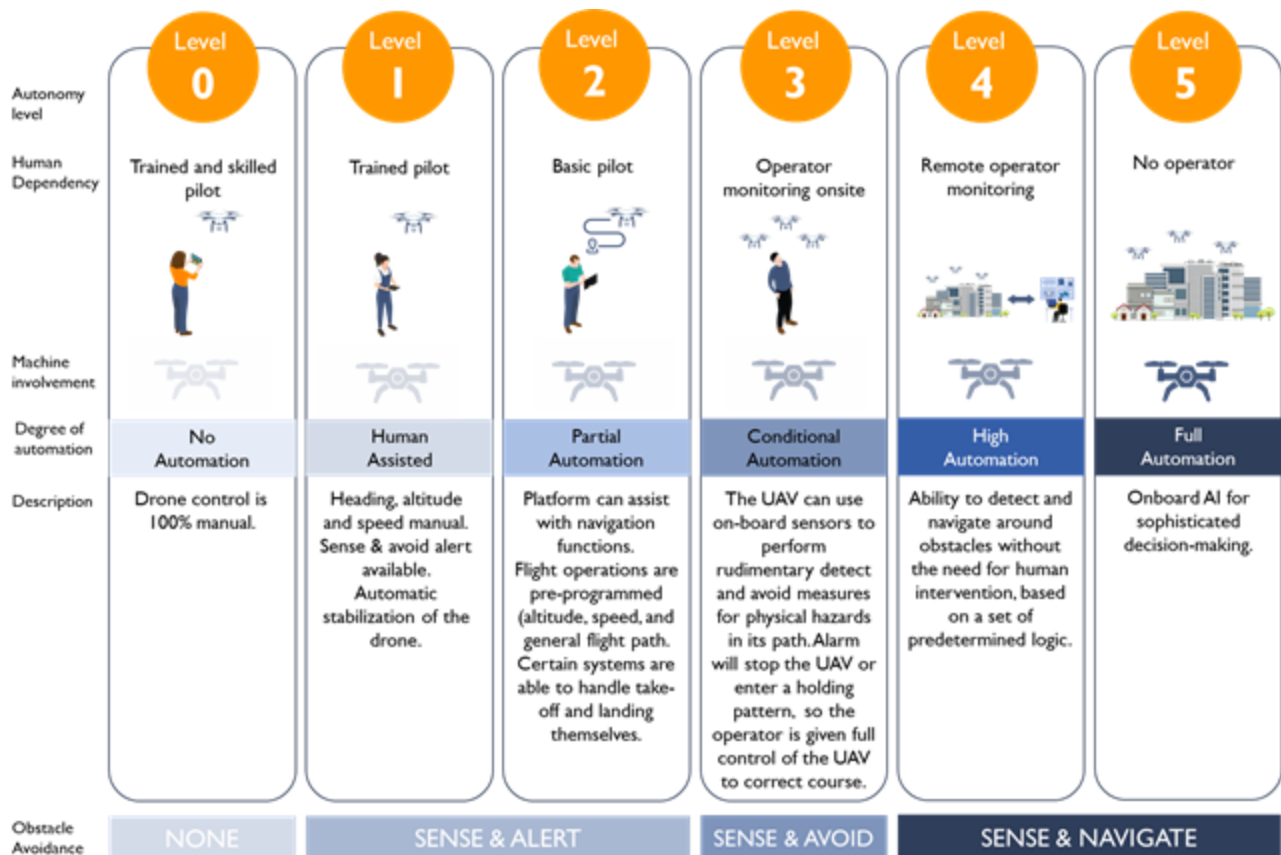 Level
0
Level
1
Level
2
Level
3
Level
4
Level
5
Autonomy
level
Human
Dependency
Trained and skilled
pilot
Trained pilot
Basic pilot
Operator
monitoring onsite
Remote operator
monitoring
No operator
Machine
involvement
Degree of
automation
No
Automation
Human
Assisted
Partial
Automation
Conditional
Automation
High
Automation
Full
Automation
Description
Drone control is
100% manual.
Heading, altitude
and speed manual.
Sense & avoid alert
available.
Automatic
stabilization of the
drone.
Platform can assist
with navigation
functions.
Flight operations are
pre-programmed
(altitude, speed, and
general flight path.
Certain systems are
able to handle take-
off and landing
themselves.
The UAV can use
on-board sensors to
perform
rudimentary detect
and avoid measures
for physical hazards
in its path. Alarm
will stop the UAV or
enter a holding
pattern, so the
operator is given full
control of the UAV
to correct course.
Ability to detect and
navigate around
obstacles without
the need for human
intervention, based
on a set of
predetermined logic.
Onboard AI for
sophisticated
decision-making.
Obstacle
Avoidance
NONE
SENSE & ALERT
SENSE & AVOID
SENSE & NAVIGATE